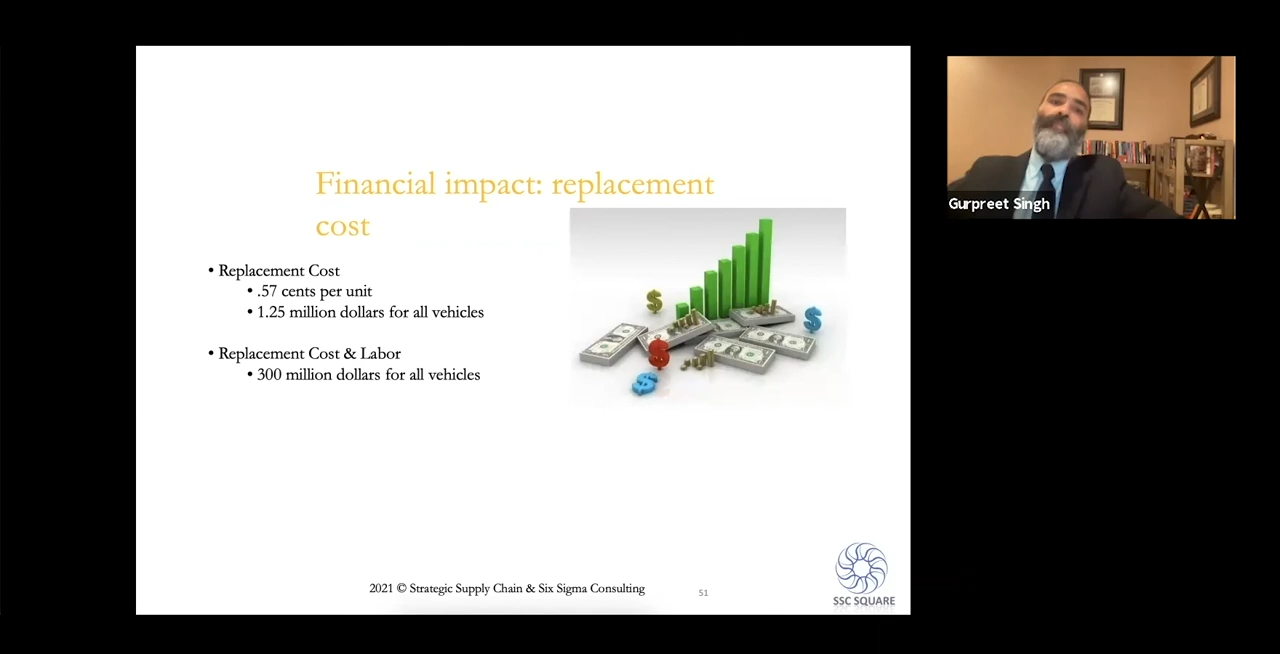 Financial impact: replacement
cost
• Replacement Cost
• .57 cents per unit
• 1.25 million dollars for all vehicles
• Replacement Cost & Labor
• 300 million dollars for all vehicles
2021 © Strategic Supply Chain & Six Sigma Consulting
51
SSC SQUARE
Gurpreet Singh